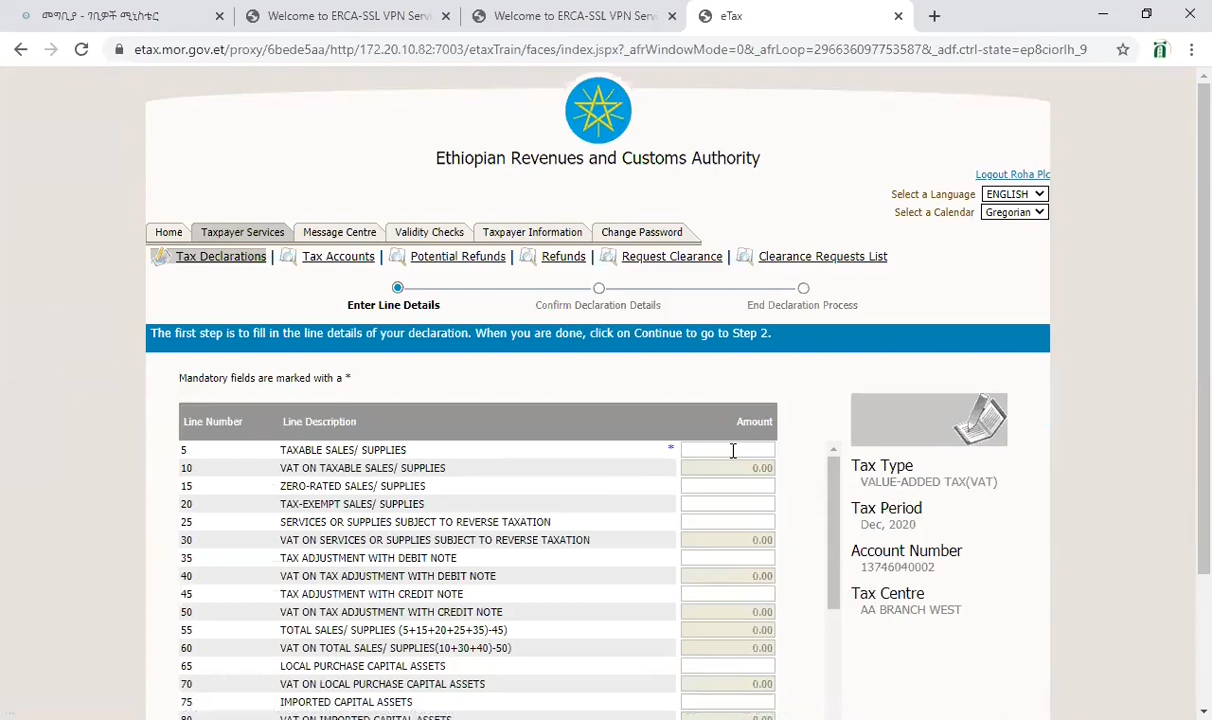 መግቢያ - ገቢዎች ሚኒስቴር
Welcome to ERCA-SSL VPN Servi
Welcome to ERCA-SSL VPN Servi
eTax
etax.mor.gov.et/proxy/6bede5aa/http/172.20.10.82:7003/etaxTrain/faces/index.jspx?_afrWindowMode=0&_afrLoop=296636097753587&_adf.ctrl-state=ep8ciorlh_9
Ethiopian Revenues and Customs Authority
Logout Roha Plc
Select a Language ENGLISH
Select a Calendar Gregorian
Home Taxpayer Services Message Centre Validity Checks Taxpayer Information Change Password
Tax Declarations | Tax Accounts | Potential Refunds | Refunds | Request Clearance | Clearance Requests List
Enter Line Details Confirm Declaration Details End Declaration Process
The first step is to fill in the line details of your declaration. When you are done, click on Continue to go to Step 2.
Mandatory fields are marked with a *
Line Number Line Description Amount
5 TAXABLE SALES/ SUPPLIES *
10 VAT ON TAXABLE SALES/ SUPPLIES 0.00
15 ZERO-RATED SALES/ SUPPLIES
20 TAX-EXEMPT SALES/ SUPPLIES
25 SERVICES OR SUPPLIES SUBJECT TO REVERSE TAXATION
30 VAT ON SERVICES OR SUPPLIES SUBJECT TO REVERSE TAXATION 0.00
35 TAX ADJUSTMENT WITH DEBIT NOTE
40 VAT ON TAX ADJUSTMENT WITH DEBIT NOTE 0.00
45 TAX ADJUSTMENT WITH CREDIT NOTE
50 VAT ON TAX ADJUSTMENT WITH CREDIT NOTE 0.00
55 TOTAL SALES/ SUPPLIES (5+15+20+25+35)-45) 0.00
60 VAT ON TOTAL SALES/ SUPPLIES(10+30+40)-50) 0.00
65 LOCAL PURCHASE CAPITAL ASSETS
70 VAT ON LOCAL PURCHASE CAPITAL ASSETS 0.00
75 IMPORTED CAPITAL ASSETS
80 VAT ON IMPORTED CAPITAL ASSETS 0.00
Tax Type
VALUE-ADDED TAX(VAT)
Tax Period
Dec, 2020
Account Number
13746040002
Tax Centre
AA BRANCH WEST